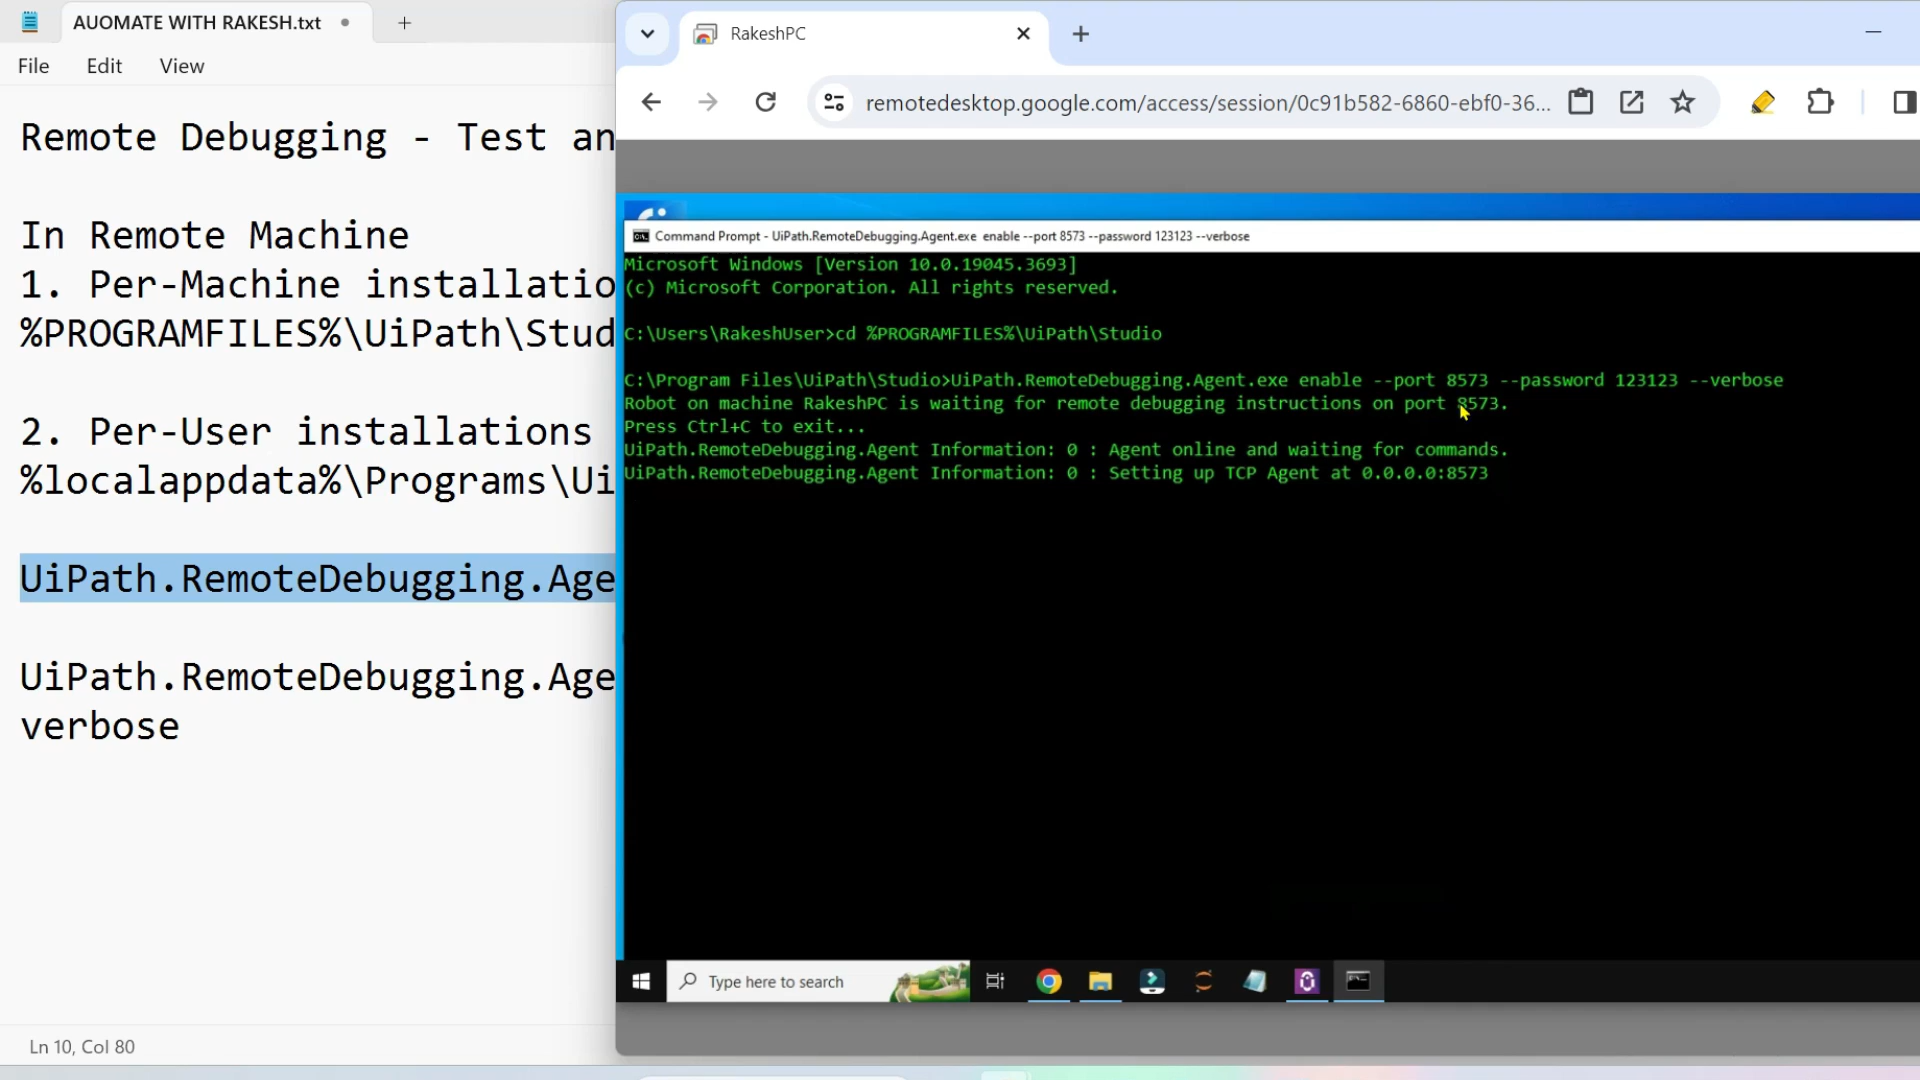 AUOMATE WITH RAKESH.txt
File Edit View
Remote Debugging - Test an
In Remote Machine
1. Per-Machine installatio
%PROGRAMFILES%\UiPath\Stud
2. Per-User installations
%localappdata%\Programs\Ui
UiPath.RemoteDebugging.Age
UiPath.RemoteDebugging.Age
verbose
Ln 10, Col 80
RakeshPC
remotedesktop.google.com/access/session/0c91b582-6860-ebf0-36...
Command Prompt - UiPath.RemoteDebugging.Agent.exe enable --port 8573 --password 123123 --verbose
Microsoft Windows [Version 10.0.19045.3693]
(c) Microsoft Corporation. All rights reserved.
C:\Users\RakeshUser>cd %PROGRAMFILES%\UiPath\Studio
C:\Program Files\UiPath\Studio>UiPath.RemoteDebugging.Agent.exe enable --port 8573 --password 123123 --verbose
Robot on machine RakeshPC is waiting for remote debugging instructions on port 8573.
Press Ctrl+C to exit...
UiPath.RemoteDebugging.Agent Information: 0 : Agent online and waiting for commands.
UiPath.RemoteDebugging.Agent Information: 0 : Setting up TCP Agent at 0.0.0.0:8573
Type here to search